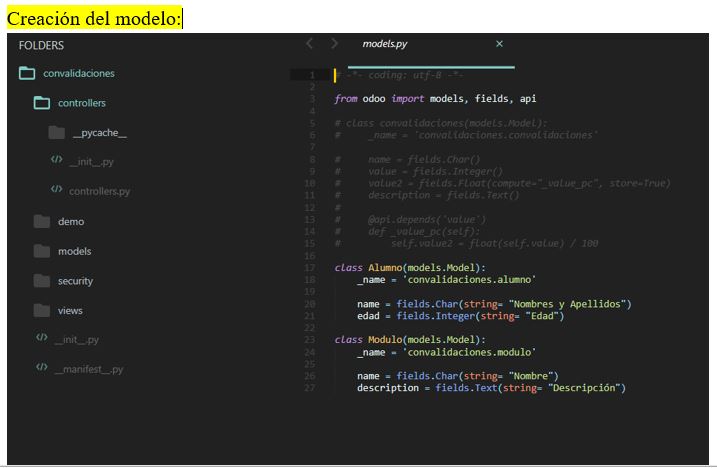 Creación del modelo:
FOLDERS
convalidaciones
controllers
__pycache__
__init__.py
controllers.py
demo
models
security
views
__init__.py
__manifest__.py
models.py ×
1 # -*- coding: utf-8 -*-
2
3 from odoo import models, fields, api
4
5 # class convalidaciones(models.Model):
6 #     _name = 'convalidaciones.convalidaciones'
7
8 #     name = fields.Char()
9 #     value = fields.Integer()
10 #     value2 = fields.Float(compute="_value_pc", store=True)
11 #     description = fields.Text()
12 #
13 #     @api.depends('value')
14 #     def _value_pc(self):
15 #         self.value2 = float(self.value) / 100
16
17 class Alumno(models.Model):
18     _name = 'convalidaciones.alumno'
19
20     name = fields.Char(string= "Nombres y Apellidos")
21     edad = fields.Integer(string= "Edad")
22
23 class Modulo(models.Model):
24     _name = 'convalidaciones.modulo'
25
26     name = fields.Char(string= "Nombre")
27     description = fields.Text(string= "Descripción")